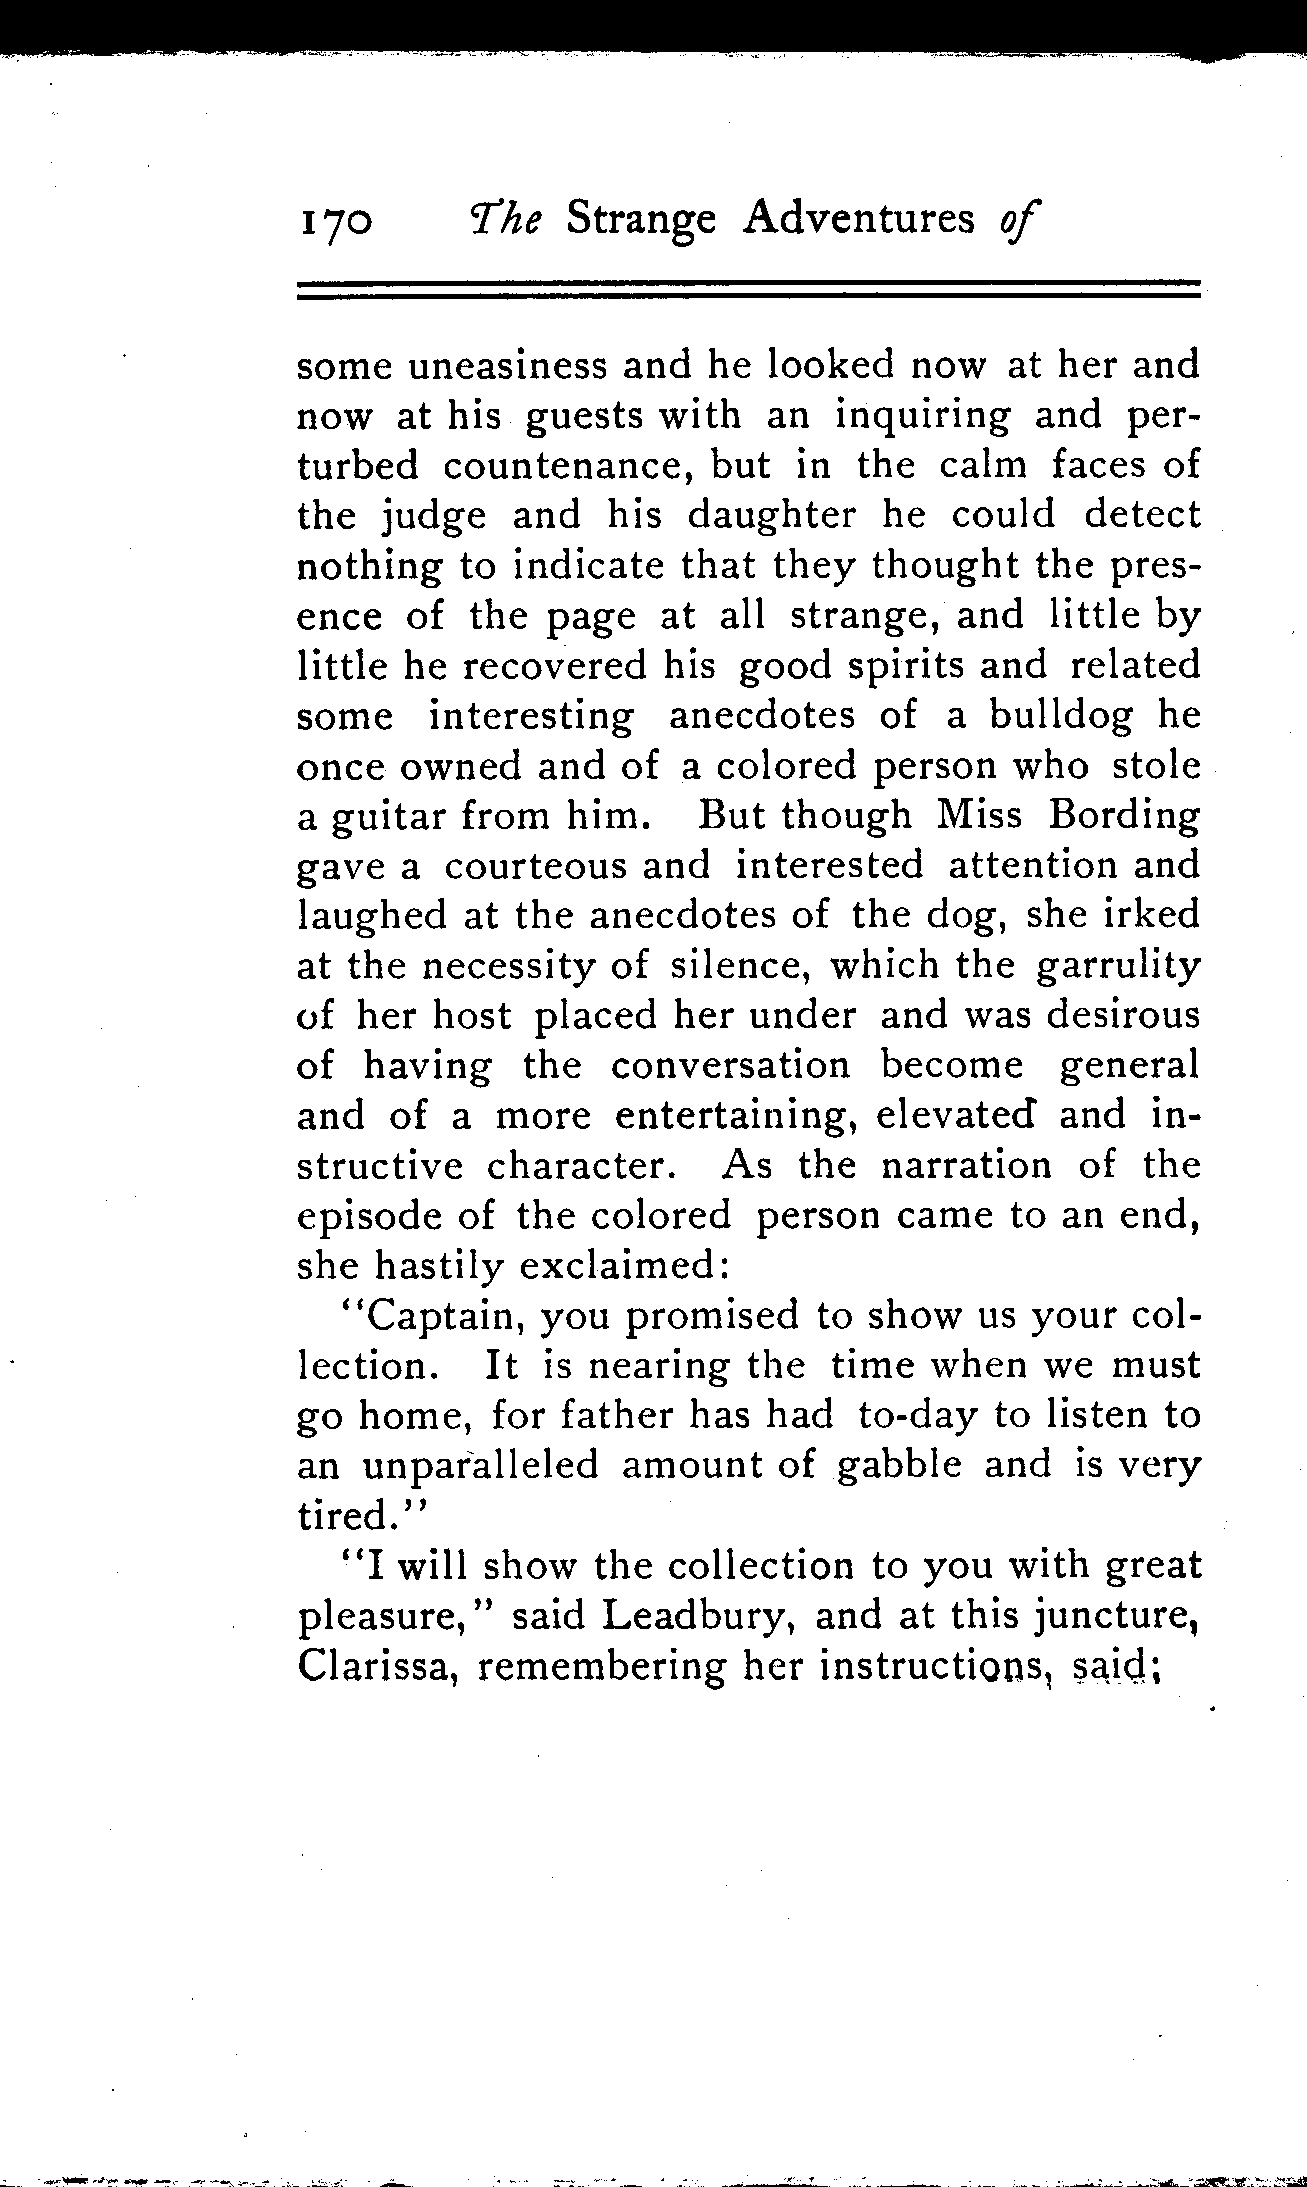 170 The Strange Adventures of
some uneasiness and he looked now at her and
now at his guests with an inquiring and per-
turbed countenance, but in the calm faces of
the judge and his daughter he could detect
nothing to indicate that they thought the pres-
ence of the page at all strange, and little by
little he recovered his good spirits and related
some interesting anecdotes of a bulldog he
once owned and of a colored person who stole
a guitar from him. But though Miss Bording
gave a courteous and interested attention and
laughed at the anecdotes of the dog, she irked
at the necessity of silence, which the garrulity
of her host placed her under and was desirous
of having the conversation become general
and of a more entertaining, elevated and in-
structive character. As the narration of the
episode of the colored person came to an end,
she hastily exclaimed:
"Captain, you promised to show us your col-
lection. It is nearing the time when we must
go home, for father has had to-day to listen to
an unparalleled amount of gabble and is very
tired."
"I will show the collection to you with great
pleasure," said Leadbury, and at this juncture,
Clarissa, remembering her instructions, said;